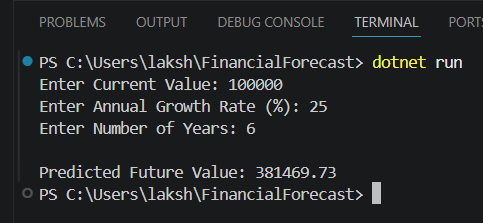 PROBLEMS OUTPUT DEBUG CONSOLE TERMINAL PORTS
PS C:\Users\laksh\FinancialForecast> dotnet run
Enter Current Value: 100000
Enter Annual Growth Rate (%): 25
Enter Number of Years: 6
Predicted Future Value: 381469.73
PS C:\Users\laksh\FinancialForecast>